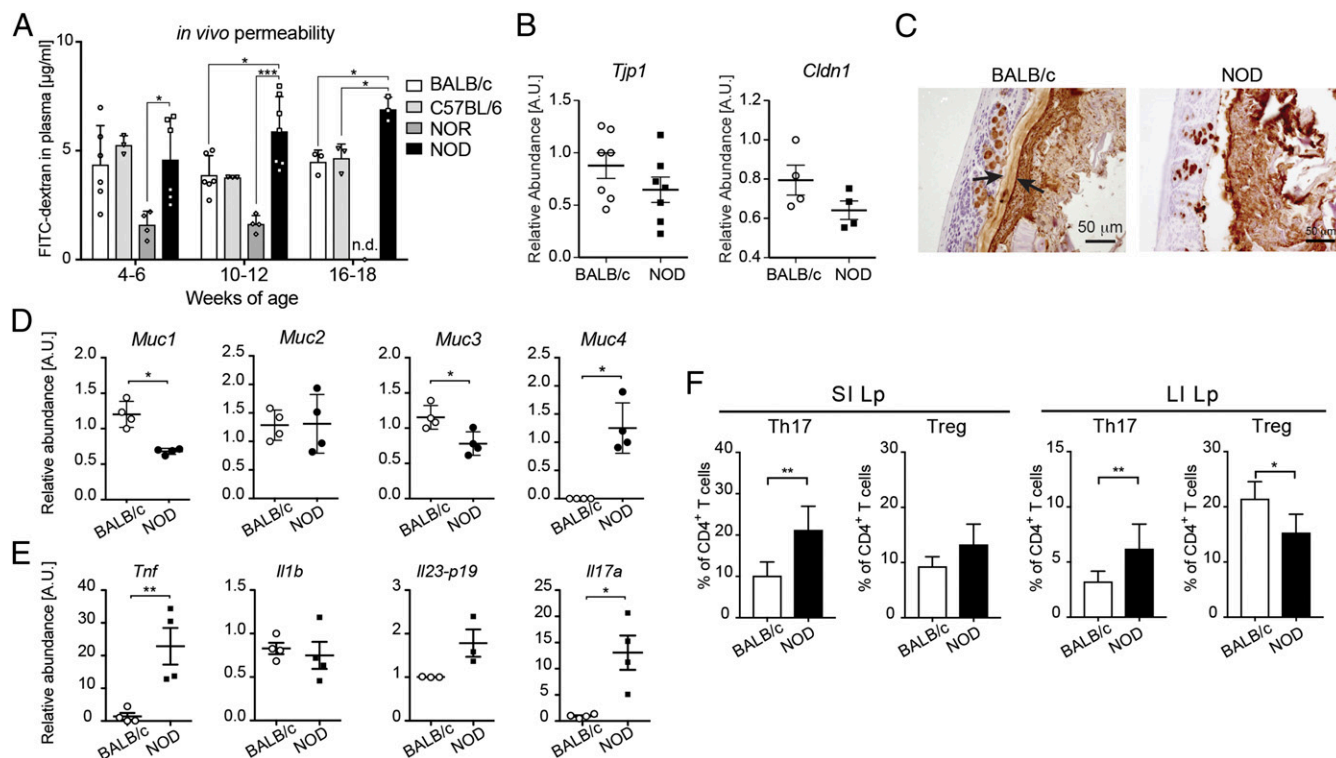 A
in vivo permeability
FITC-dextran in plasma [µg/ml]
10
5
0
*
*
***
*
*
n.d.
4-6
10-12
16-18
Weeks of age
BALB/c
C57BL/6
NOR
NOD
B
Tjp1
Relative Abundance [A.U.]
1.5
1.0
0.5
0.0
BALB/c
NOD
Cldn1
Relative Abundance [A.U.]
1.0
0.8
0.6
0.4
BALB/c
NOD
C
BALB/c
50 µm
NOD
50 µm
D
Relative abundance [A.U.]
Muc1
2.0
1.5
1.0
0.5
0.0
*
BALB/c
NOD
Muc2
2.5
2.0
1.5
1.0
0.5
0.0
BALB/c
NOD
Muc3
2.0
1.5
1.0
0.5
0.0
*
BALB/c
NOD
Muc4
2.5
2.0
1.5
1.0
0.5
0.0
*
BALB/c
NOD
E
Relative abundance [A.U.]
Tnf
40
30
20
10
0
**
BALB/c
NOD
Il1b
1.5
1.0
0.5
0.0
BALB/c
NOD
Il23-p19
3
2
1
0
BALB/c
NOD
Il17a
25
20
15
10
5
0
*
BALB/c
NOD
F
SI Lp
Th17
% of CD4+ T cells
40
30
20
10
0
**
BALB/c
NOD
Treg
% of CD4+ T cells
40
30
20
10
0
BALB/c
NOD
LI Lp
Th17
% of CD4+ T cells
15
10
5
0
**
BALB/c
NOD
Treg
% of CD4+ T cells
30
20
10
0
*
BALB/c
NOD